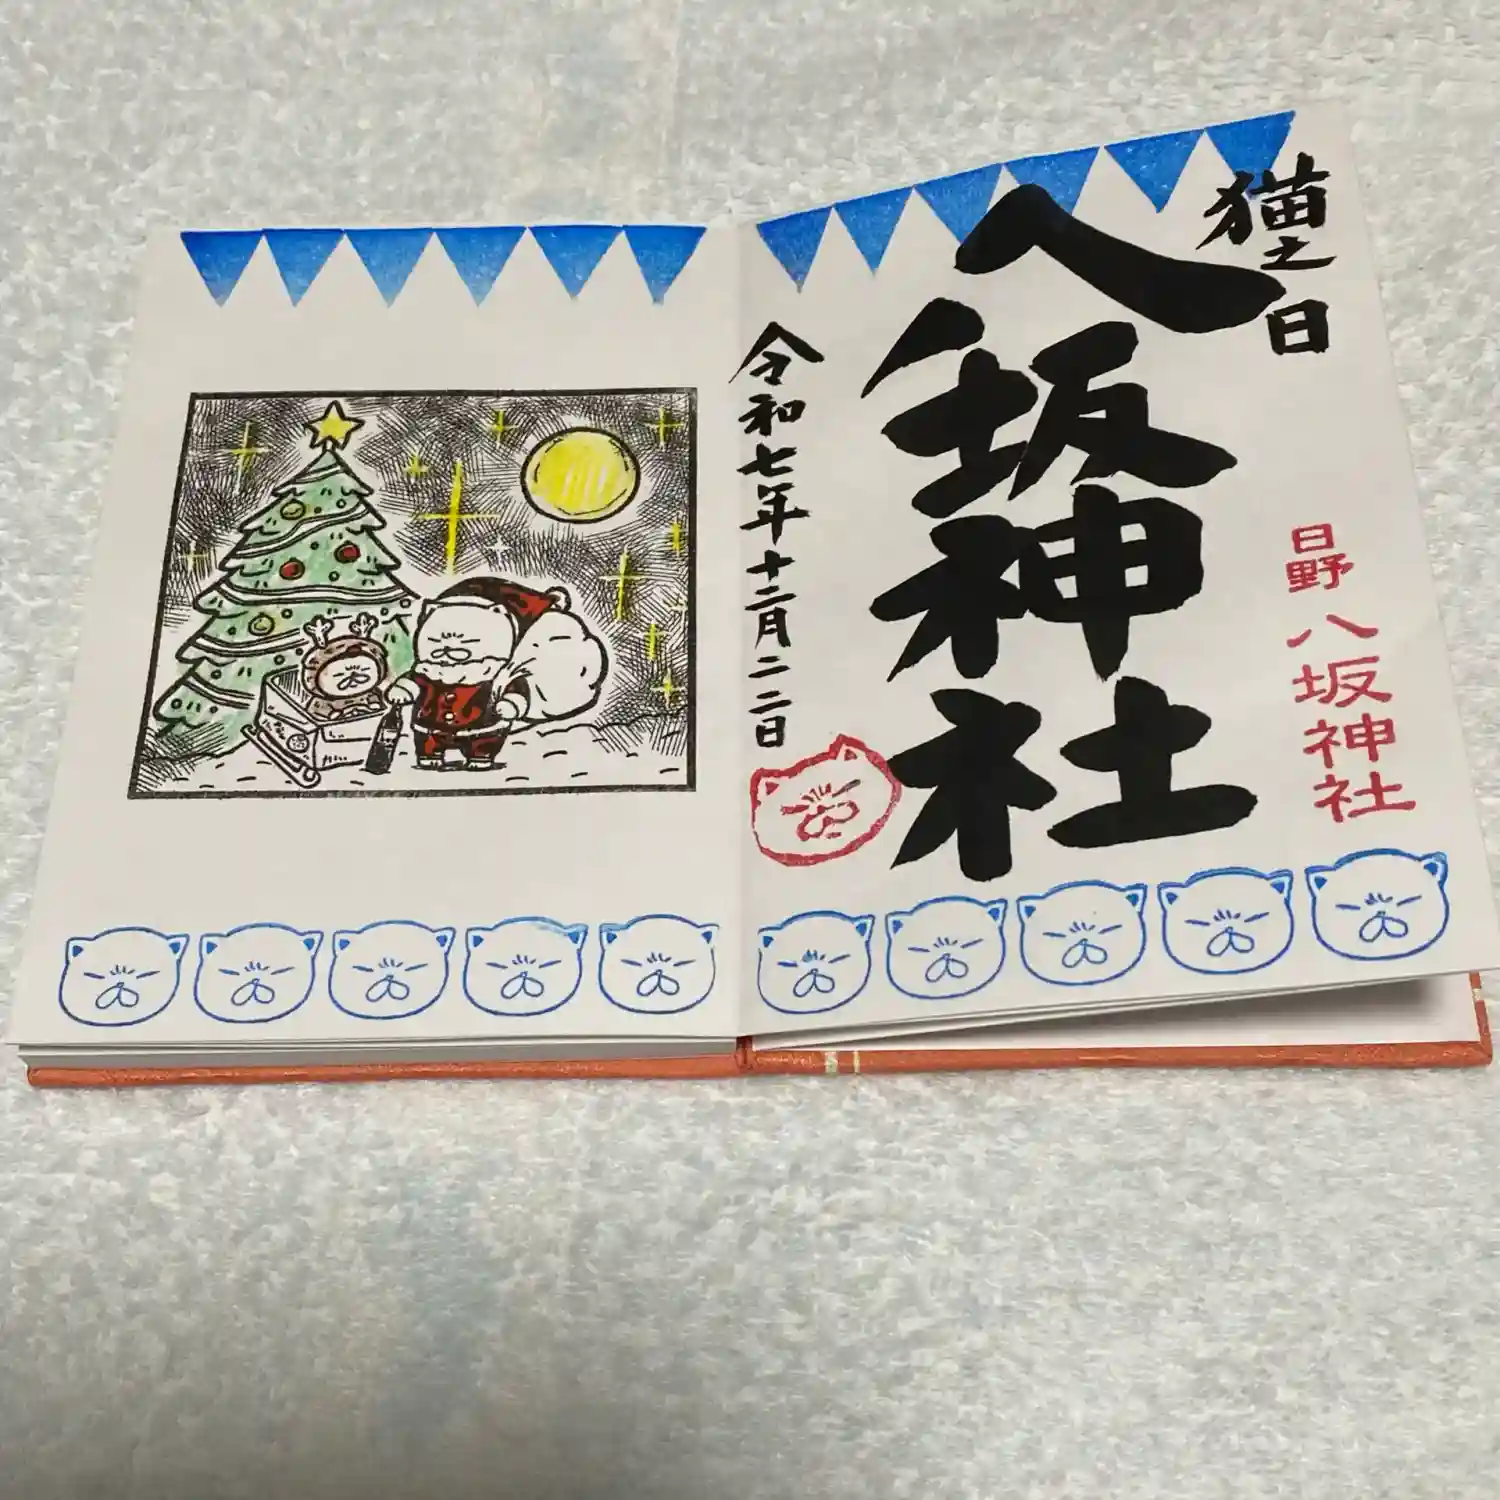 猫之日
八坂神社
日野八坂神社
令和七年十二月二二日